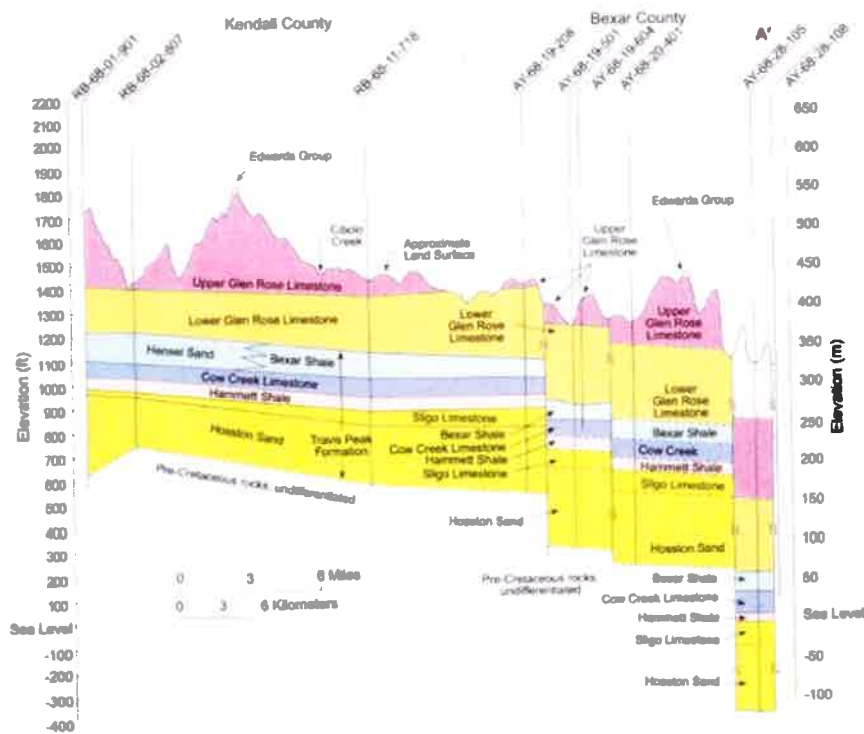 Kendall County
Bexar County
A'
RB-68-01-901
RB-68-02-807
RB-68-11-718
AY-68-19-208
AY-68-19-501
AY-68-19-604
AY-68-20-401
AY-68-28-105
AY-68-28-108
2200
2100
2000
1900
1800
1700
1600
1500
1400
1300
1200
1100
1000
900
800
700
600
500
400
300
200
100
Sea Level
-100
-200
-300
-400
Elevation (ft)
650
600
550
500
450
400
350
300
250
200
150
100
50
Sea Level
-50
-100
Elevation (m)
Edwards Group
Cibolo
Creek
Approximate
Land Surface
Upper
Glen Rose
Limestone
Edwards Group
Upper Glen Rose Limestone
Lower Glen Rose Limestone
Lower
Glen Rose
Limestone
Upper
Glen Rose
Limestone
Hensel Sand
Bexar Shale
Cow Creek Limestone
Hammett Shale
Sligo Limestone
Hosston Sand
Travis Peak
Formation
Bexar Shale
Cow Creek Limestone
Hammett Shale
Sligo Limestone
Hosston Sand
Lower
Glen Rose
Limestone
Bexar Shale
Cow Creek
Hammett Shale
Sligo Limestone
Hosston Sand
Pre-Cretaceous rocks, undifferentiated
Pre-Cretaceous rocks,
undifferentiated
0 3 6 Miles
0 3 6 Kilometers
Bexar Shale
Cow Creek Limestone
Hammett Shale
Sligo Limestone
Hosston Sand